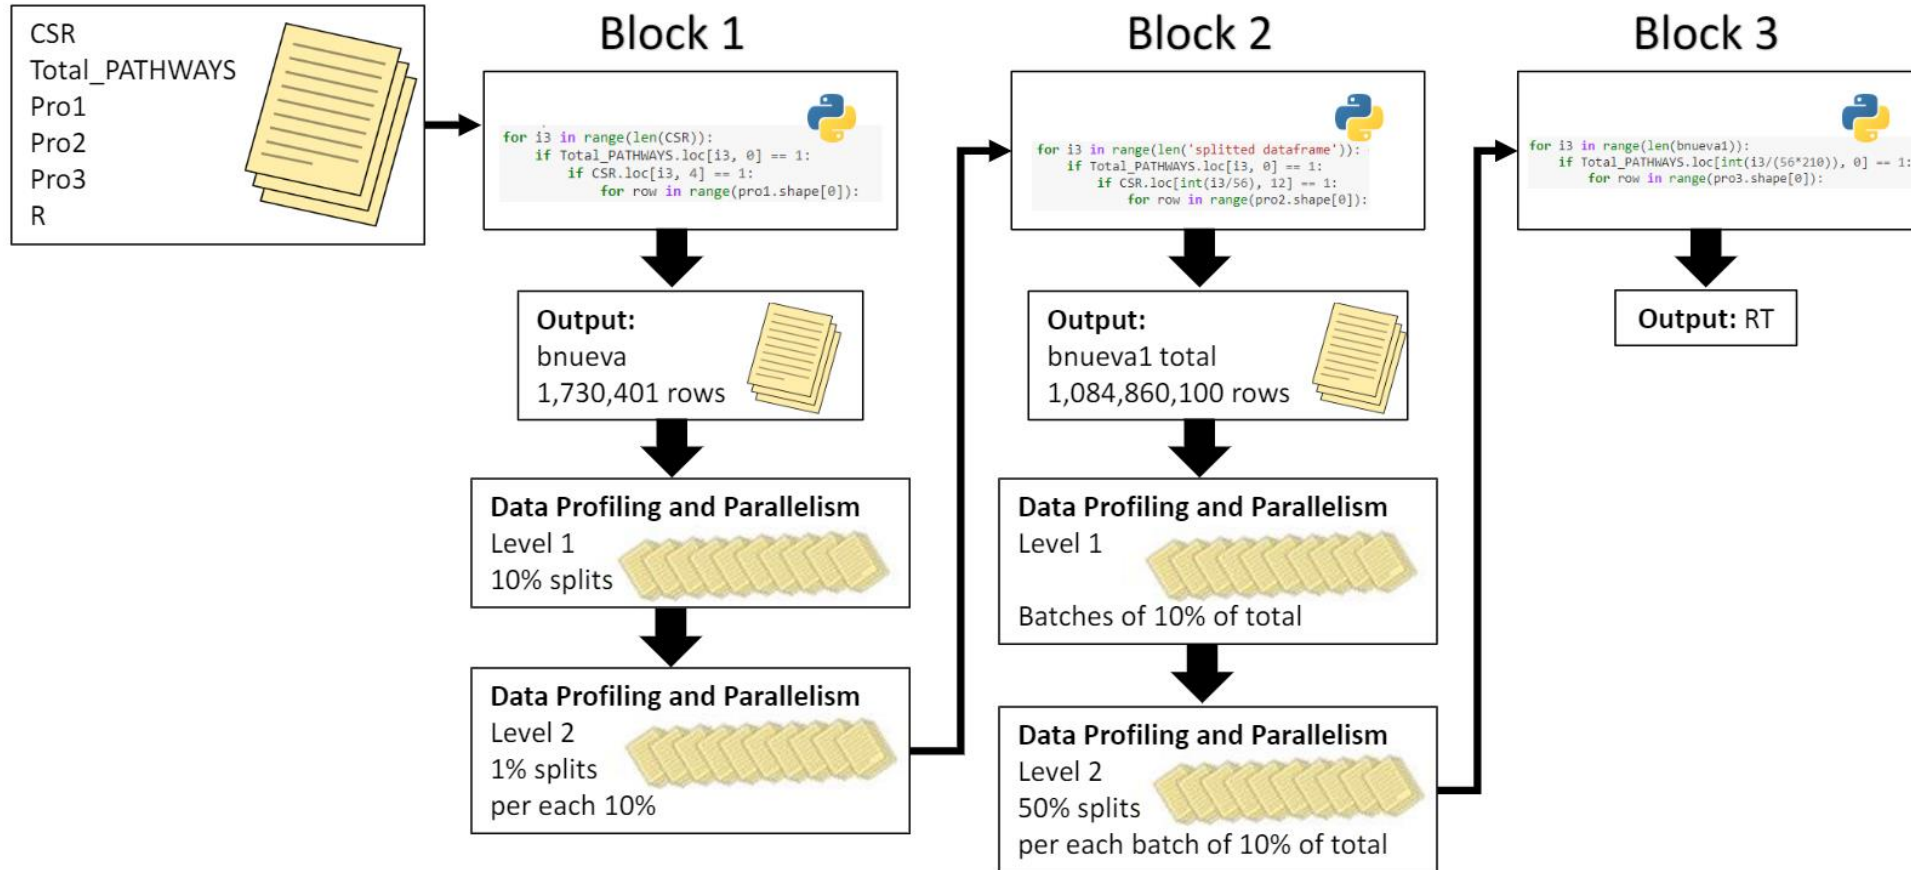 CSR
Total_PATHWAYS
Pro1
Pro2
Pro3
R
Block 1
for i3 in range(len(CSR)):
if Total_PATHWAYS.loc[i3, 0] == 1:
if CSR.loc[i3, 4] == 1:
for row in range(pro1.shape[0]):
Output:
bnueva
1,730,401 rows
Data Profiling and Parallelism
Level 1
10% splits
Data Profiling and Parallelism
Level 2
1% splits
per each 10%
Block 2
for i3 in range(len('splitted dataframe')):
if Total_PATHWAYS.loc[i3, 0] == 1:
if CSR.loc[int(i3/56), 12] == 1:
for row in range(pro2.shape[0]):
Output:
bnueva1 total
1,084,860,100 rows
Data Profiling and Parallelism
Level 1
Batches of 10% of total
Data Profiling and Parallelism
Level 2
50% splits
per each batch of 10% of total
Block 3
for i3 in range(len(bnueva1)):
if Total_PATHWAYS.loc[int(i3/(56*210)), 0] == 1:
for row in range(pro3.shape[0]):
Output: RT